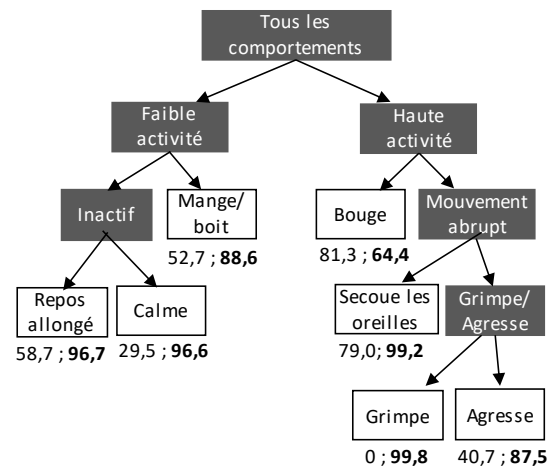 Tous les
comportements
Faible
activité
Haute
activité
Inactif
Mange/
boit
52,7 ; 88,6
Bouge
81,3 ; 64,4
Mouvement
abrupt
Repos
allongé
58,7 ; 96,7
Calme
29,5 ; 96,6
Secoue les
oreilles
79,0; 99,2
Grimpe/
Agresse
Grimpe
0 ; 99,8
Agresse
40,7 ; 87,5